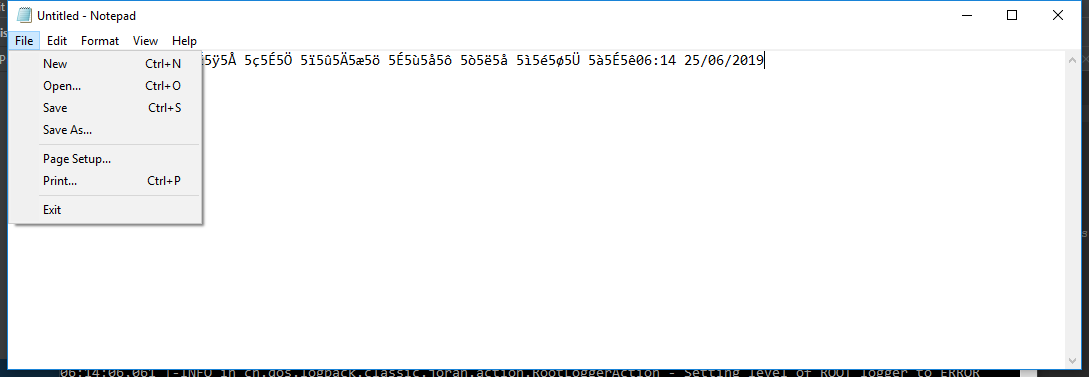 Untitled - Notepad
File Edit Format View Help
5ÿ5Å 5ç5É5Ö 5ï5û5Ä5æ5ö 5É5ù5å5ô 5ò5ë5å 5ì5é5ø5Ü 5à5É5ê06:14 25/06/2019
New Ctrl+N
Open... Ctrl+O
Save Ctrl+S
Save As...
Page Setup...
Print... Ctrl+P
Exit
06:14:06,061 |-INFO in ch.qos.logback.classic.joran.action.RootLoggerAction - Setting level of ROOT logger to ERROR